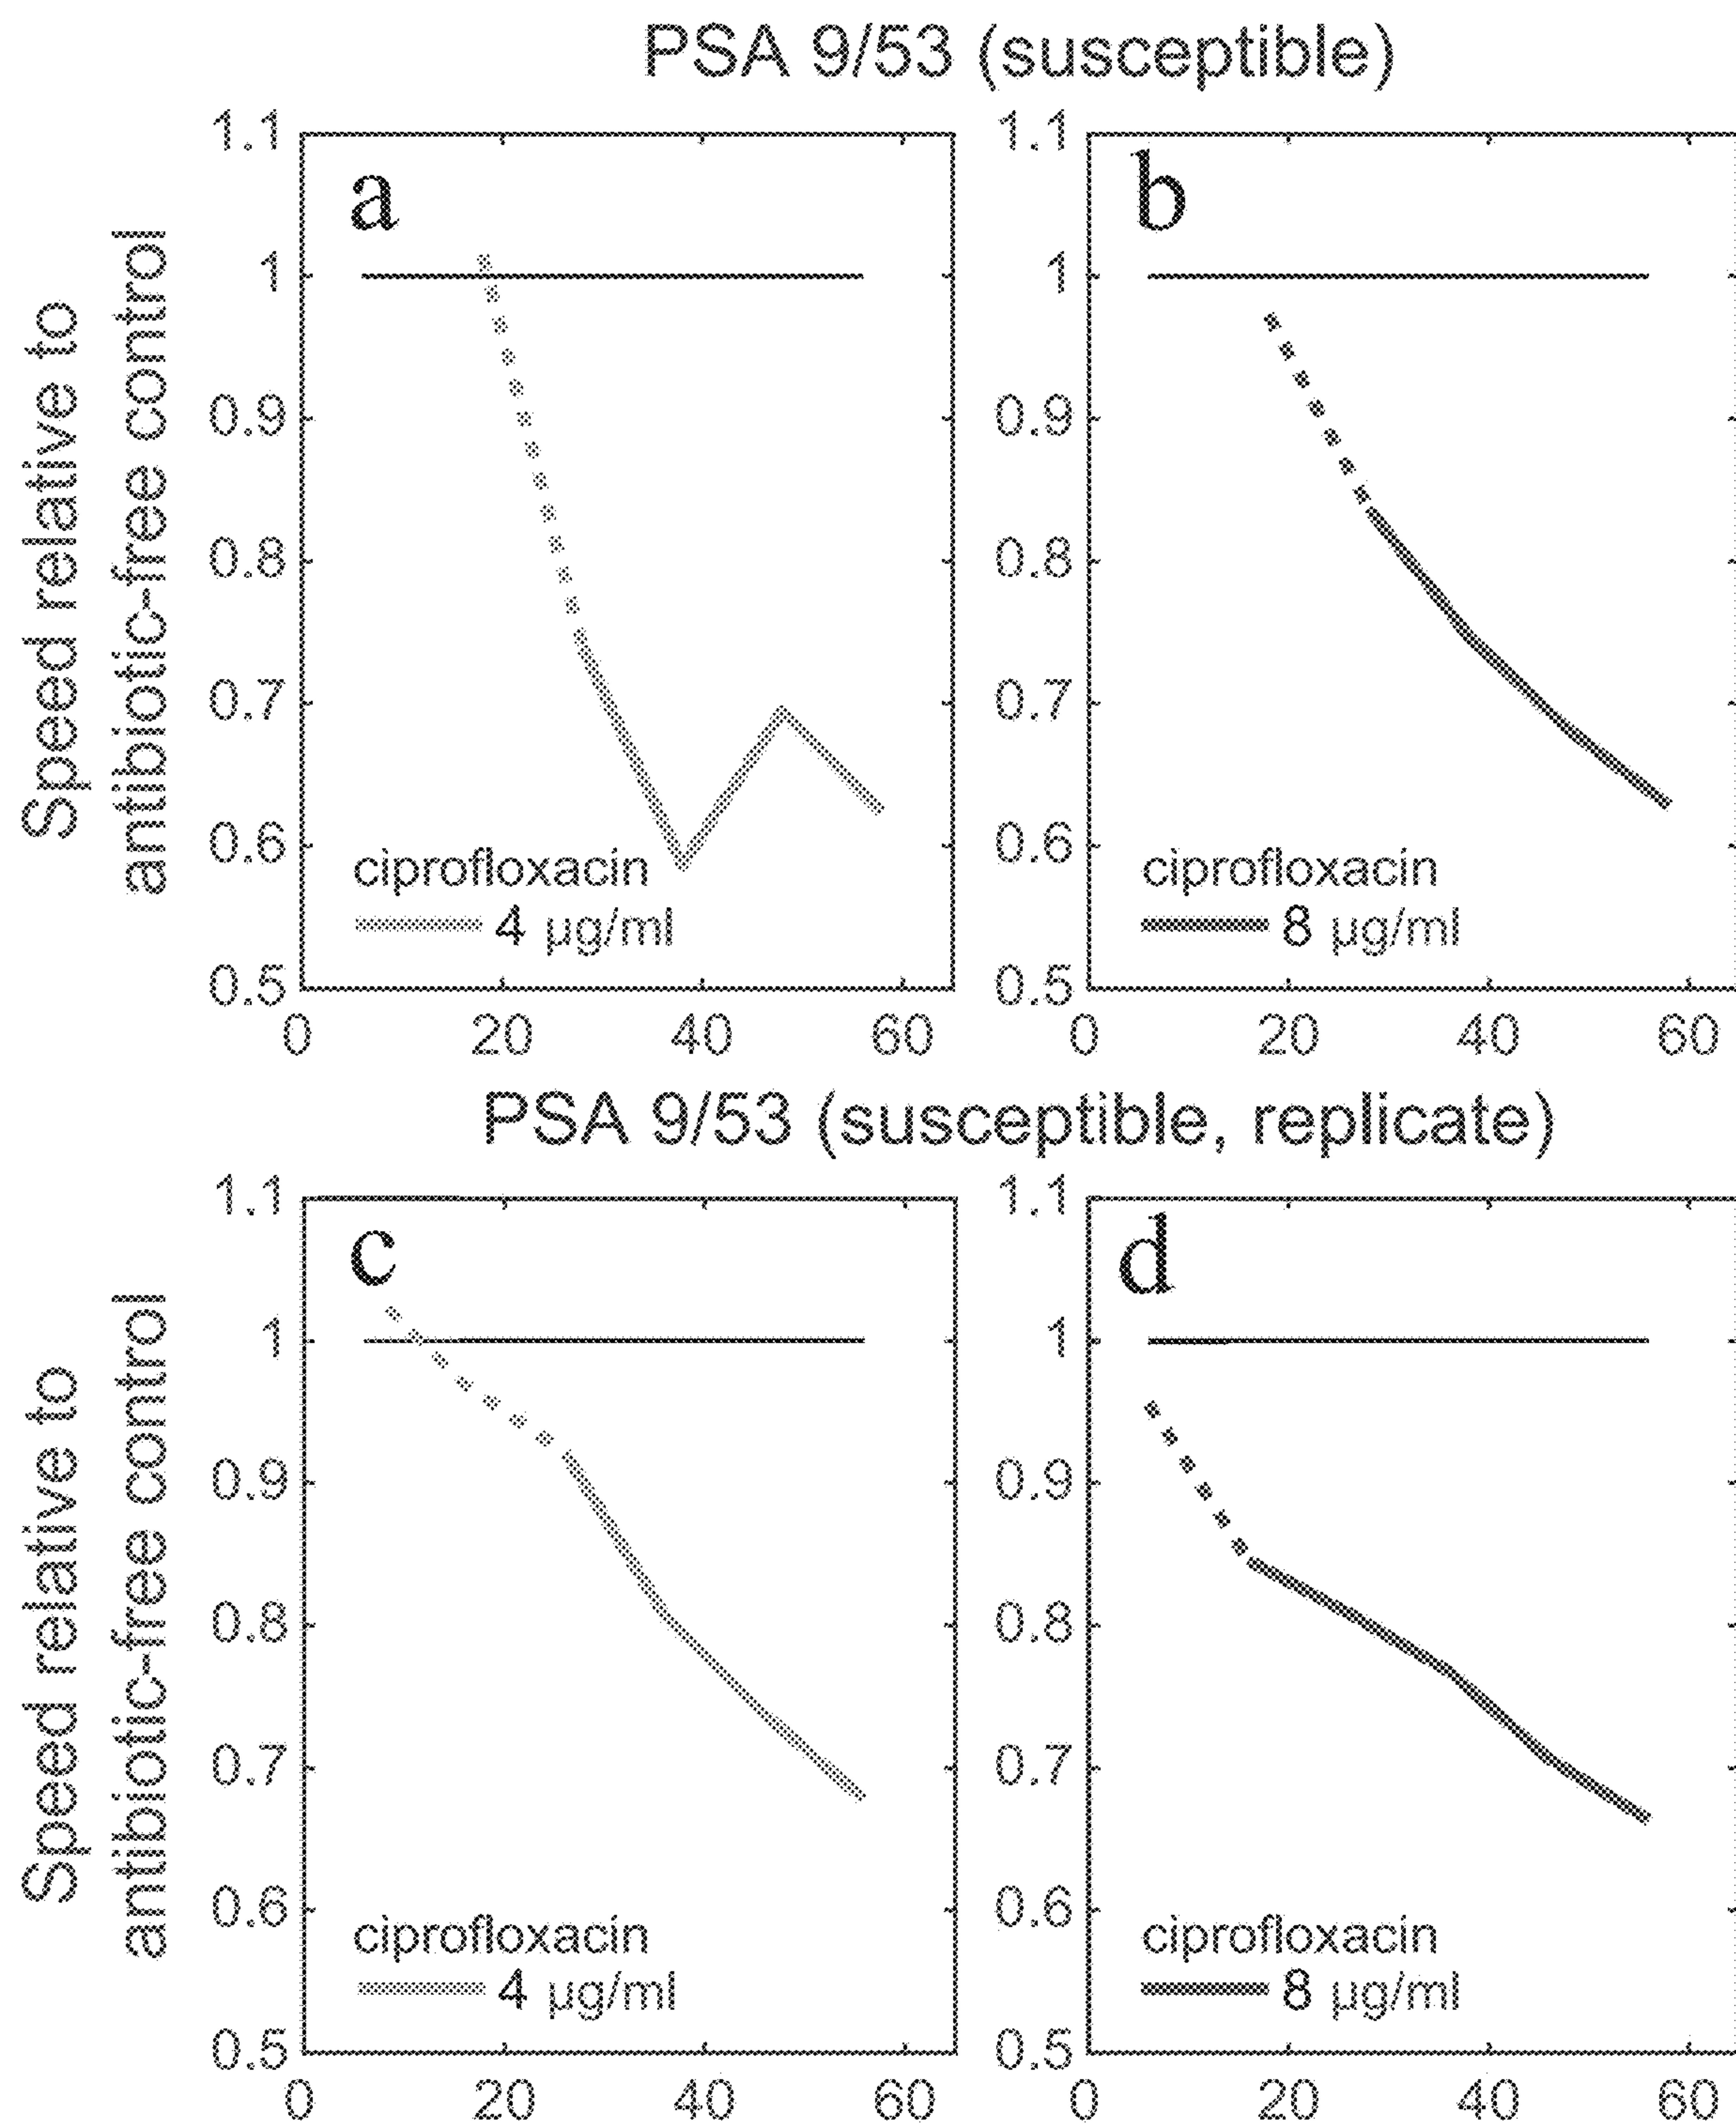 PSA 9/53 (susceptible)
Speed relative to
antibiotic-free control
1.1
1
0.9
0.8
0.7
0.6
0.5
a
ciprofloxacin
4 µg/ml
0 20 40 60
1.1
1
0.9
0.8
0.7
0.6
0.5
b
ciprofloxacin
8 µg/ml
0 20 40 60
PSA 9/53 (susceptible, replicate)
Speed relative to
antibiotic-free control
1.1
1
0.9
0.8
0.7
0.6
0.5
c
ciprofloxacin
4 µg/ml
0 20 40 60
1.1
1
0.9
0.8
0.7
0.6
0.5
d
ciprofloxacin
8 µg/ml
0 20 40 60